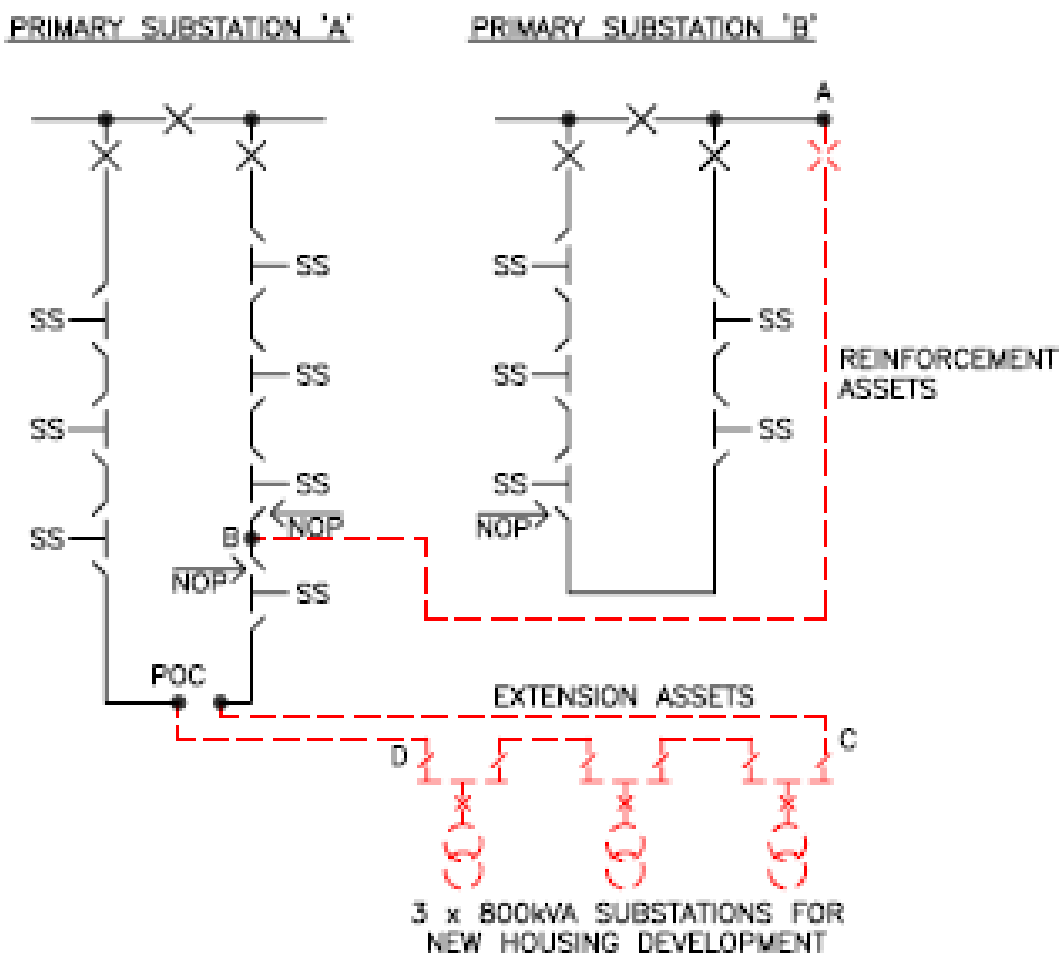 PRIMARY SUBSTATION 'A'
PRIMARY SUBSTATION 'B'
A
SS
SS
SS
SS
SS
REINFORCEMENT
ASSETS
SS
SS
SS
SS
SS
SS
NOP
NOP
B
NOP
SS
POC
EXTENSION ASSETS
D
C
3 x 800kVA SUBSTATIONS FOR
NEW HOUSING DEVELOPMENT